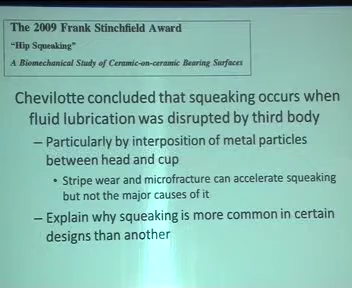 The 2009 Frank Stinchfield Award
"Hip Squeaking"
A Biomechanical Study of Ceramic-on-ceramic Bearing Surfaces
Chevilotte concluded that squeaking occurs when
fluid lubrication was disrupted by third body
– Particularly by interposition of metal particles
between head and cup
• Stripe wear and microfracture can accelerate squeaking
but not the major causes of it
– Explain why squeaking is more common in certain
designs than another